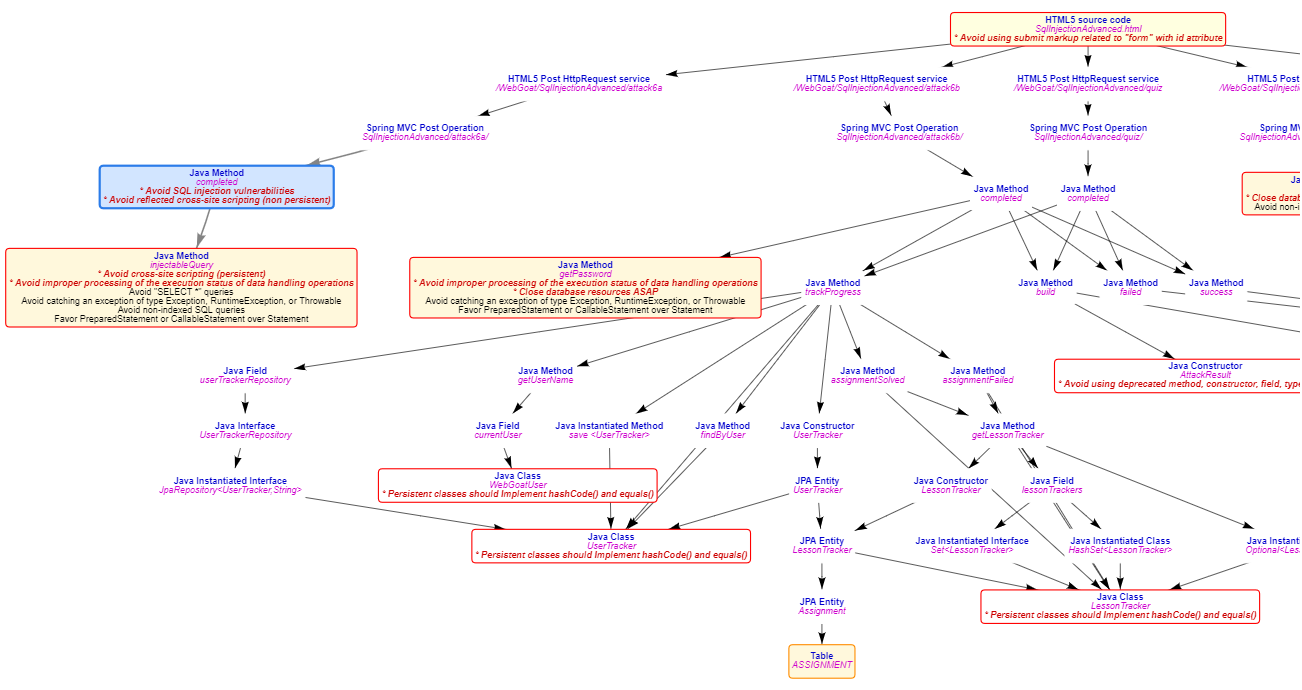 HTML5 source code
SqlInjectionAdvanced.html
* Avoid using submit markup related to "form" with id attribute
HTML5 Post HttpRequest service
/WebGoat/SqlInjectionAdvanced/attack6a
HTML5 Post HttpRequest service
/WebGoat/SqlInjectionAdvanced/attack6b
HTML5 Post HttpRequest service
/WebGoat/SqlInjectionAdvanced/quiz
HTML5 Post
Spring MVC Post Operation
SqlInjectionAdvanced/attack6a/
Spring MVC Post Operation
SqlInjectionAdvanced/attack6b/
Spring MVC Post Operation
SqlInjectionAdvanced/quiz/
Spring
Java Method
completed
* Avoid SQL injection vulnerabilities
* Avoid reflected cross-site scripting (non persistent)
Java Method
completed
Java Method
completed
* Close
Avoid
Java Method
injectableQuery
* Avoid cross-site scripting (persistent)
* Avoid improper processing of the execution status of data handling operations
Avoid "SELECT *" queries
Avoid catching an exception of type Exception, RuntimeException, or Throwable
Avoid non-indexed SQL queries
Favor PreparedStatement or CallableStatement over Statement
Java Method
getPassword
* Avoid improper processing of the execution status of data handling operations
* Close database resources ASAP
Avoid catching an exception of type Exception, RuntimeException, or Throwable
Favor PreparedStatement or CallableStatement over Statement
Java Method
trackProgress
Java Method
build
Java Method
failed
Java Method
success
Java Field
userTrackerRepository
Java Method
getUserName
Java Method
assignmentSolved
Java Method
assignmentFailed
Java Constructor
AttackResult
* Avoid using deprecated method, constructor, field, type
Java Interface
UserTrackerRepository
Java Field
currentUser
Java Instantiated Method
save <UserTracker>
Java Method
findByUser
Java Constructor
UserTracker
Java Method
getLessonTracker
Java Instantiated Interface
JpaRepository<UserTracker,String>
Java Class
WebGoatUser
* Persistent classes should Implement hashCode() and equals()
JPA Entity
UserTracker
Java Constructor
LessonTracker
Java Field
lessonTrackers
Java Class
UserTracker
* Persistent classes should Implement hashCode() and equals()
JPA Entity
LessonTracker
Java Instantiated Interface
Set<LessonTracker>
Java Instantiated Class
HashSet<LessonTracker>
Java
JPA Entity
Assignment
Java Class
LessonTracker
* Persistent classes should Implement hashCode() and equals()
Table
ASSIGNMENT